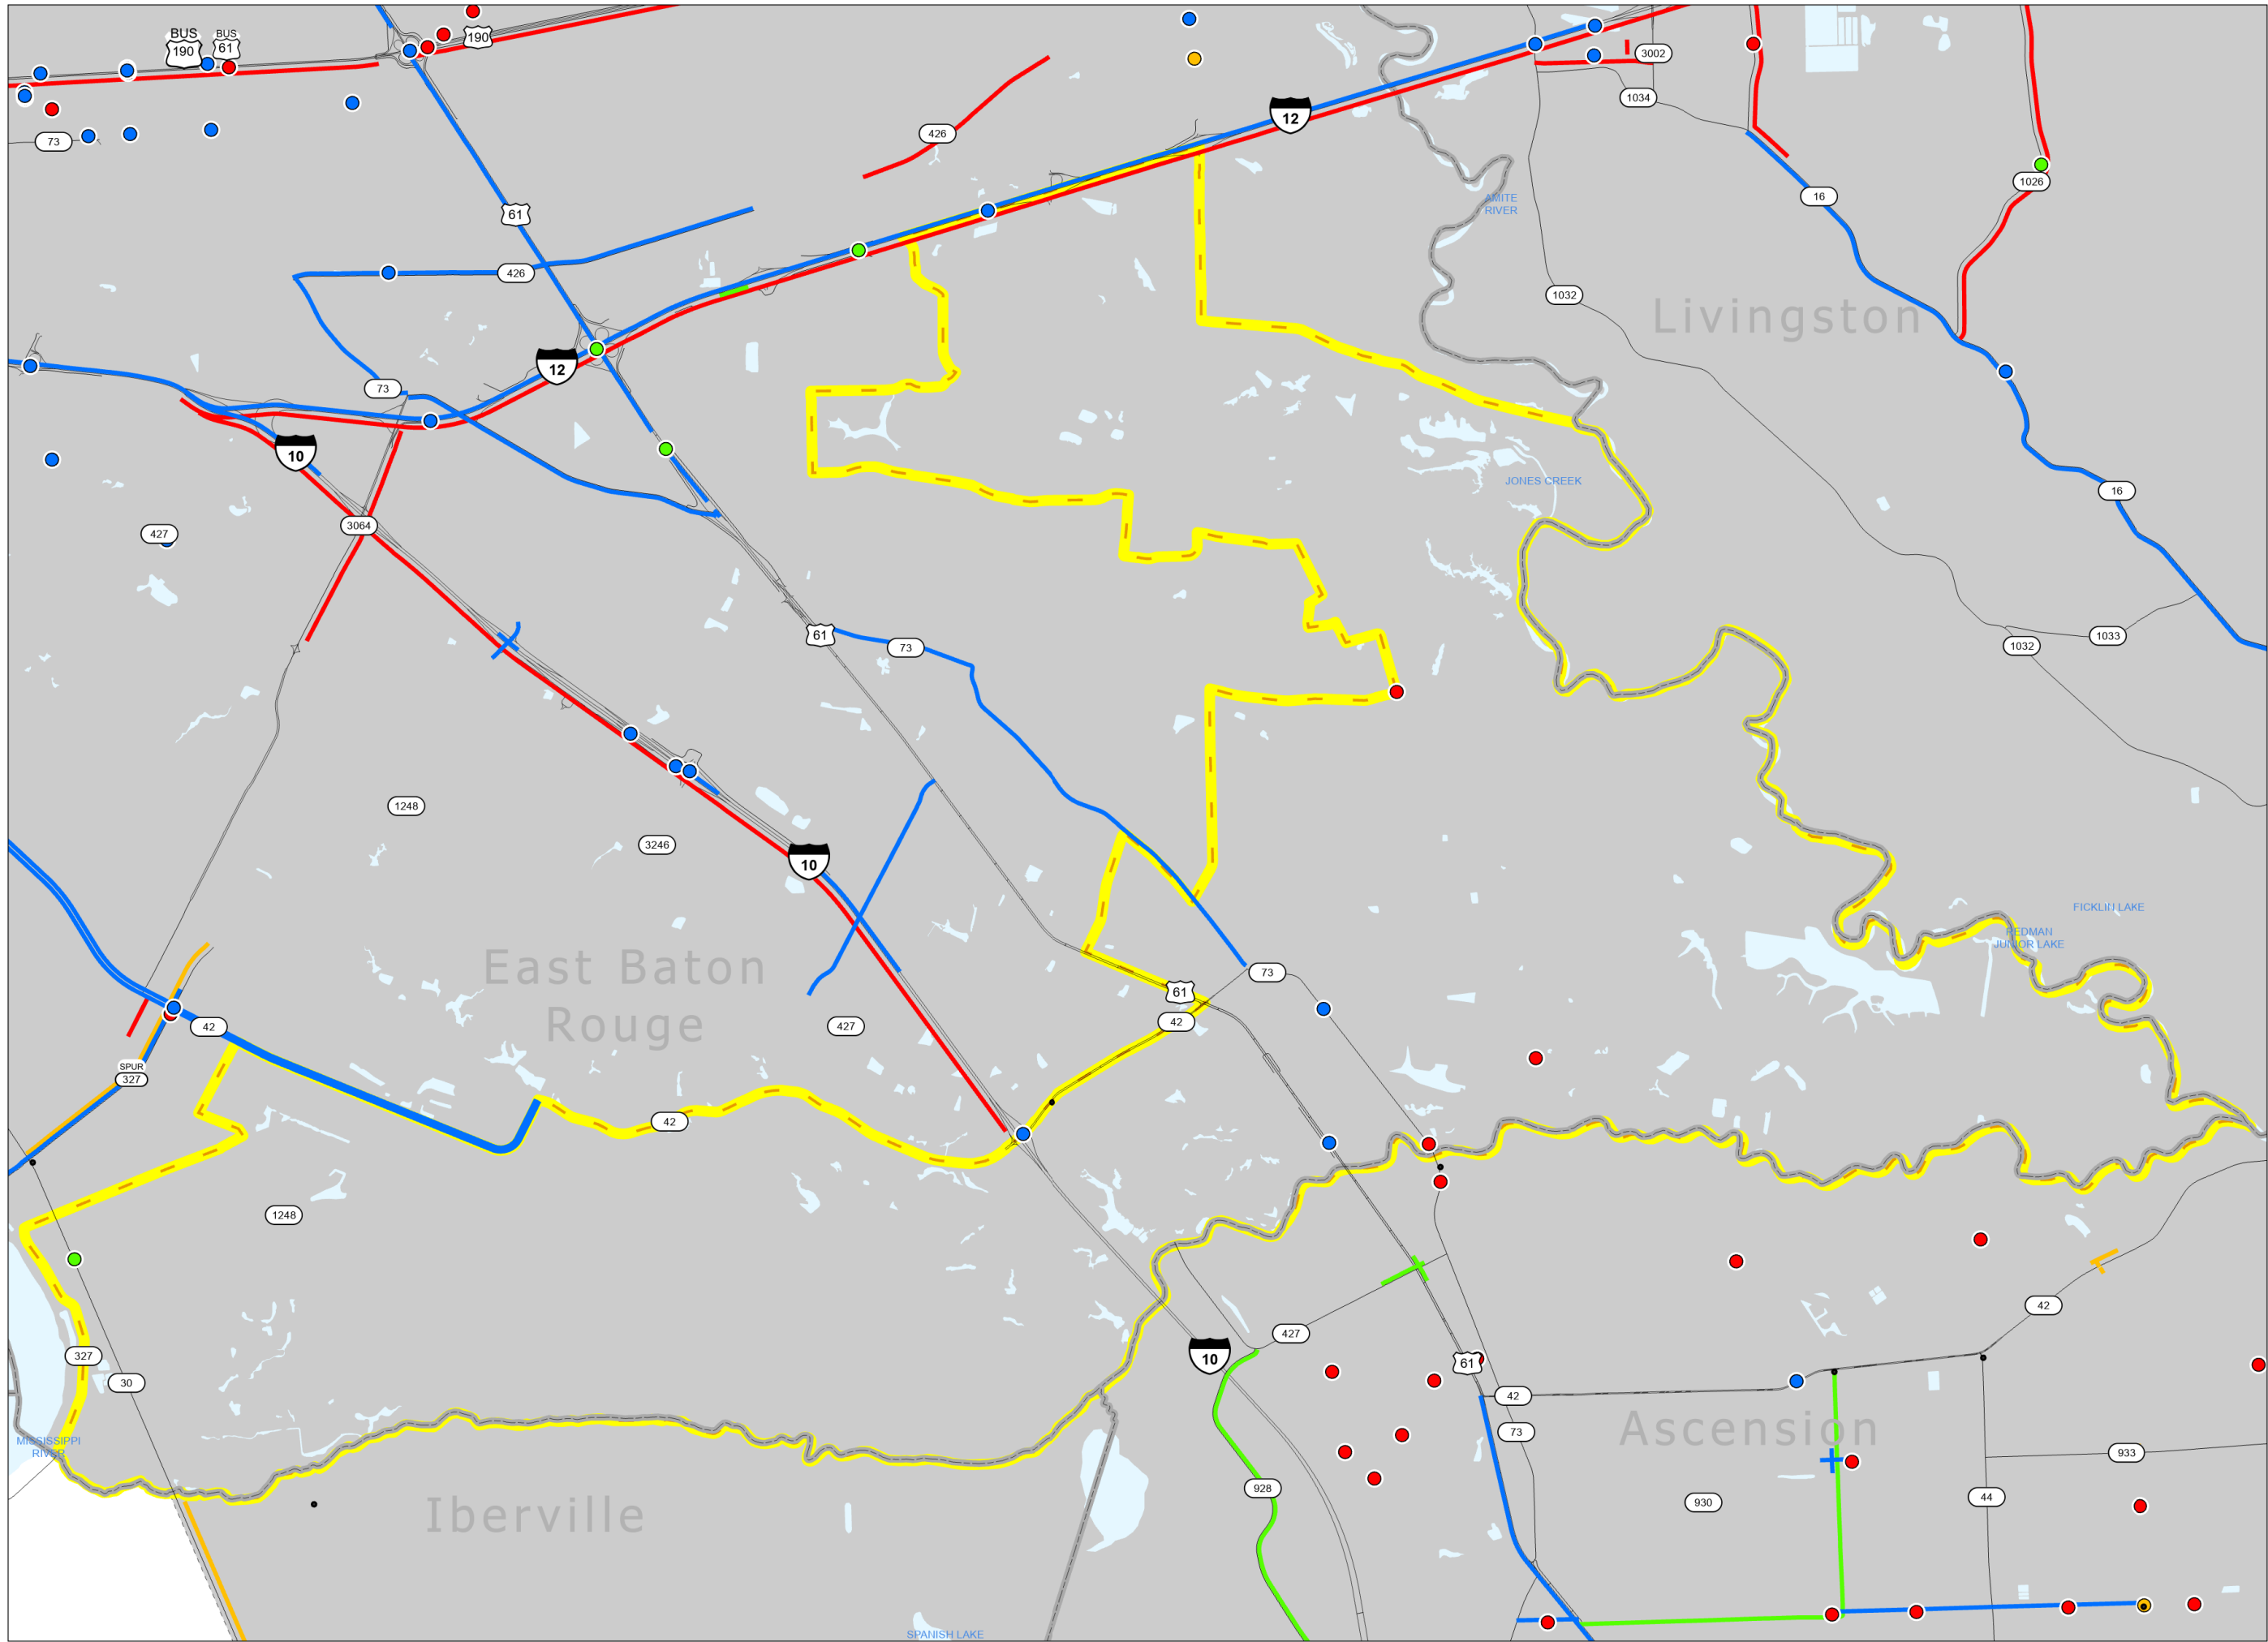 BUS
190
BUS
61
190
3002
1034
12
426
73
1026
16
AMITE
RIVER
61
426
1032
Livingston
12
73
10
JONES CREEK
16
3064
427
61
73
1033
1032
1248
3246
10
FICKLIN LAKE
REDMAN
JUNIOR LAKE
East Baton
Rouge
73
61
42
42
427
SPUR
327
42
1248
42
427
10
327
61
30
42
Ascension
73
MISSISSIPPI
RIVER
933
928
44
930
Iberville
SPANISH LAKE